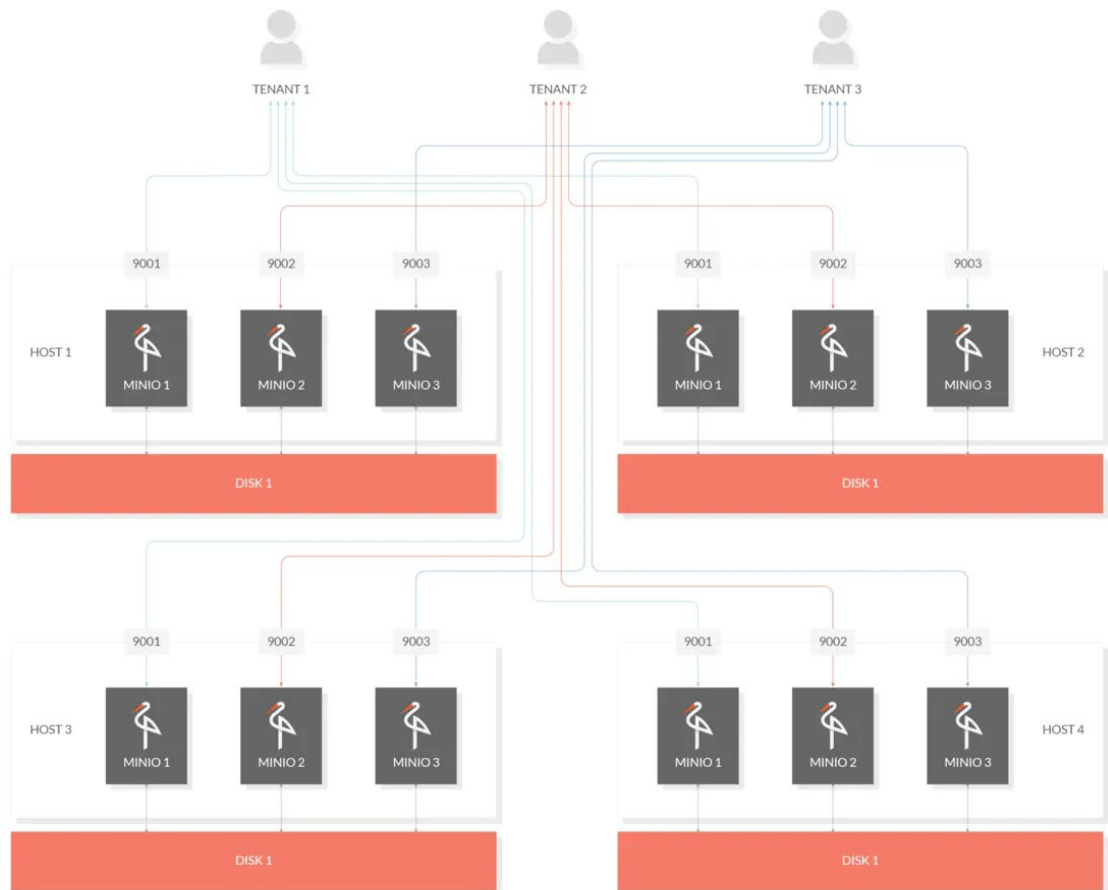 TENANT 1
TENANT 2
TENANT 3
9001
9002
9003
9001
9002
9003
HOST 1
MINIO 1
MINIO 2
MINIO 3
MINIO 1
MINIO 2
MINIO 3
HOST 2
DISK 1
DISK 1
9001
9002
9003
9001
9002
9003
HOST 3
MINIO 1
MINIO 2
MINIO 3
MINIO 1
MINIO 2
MINIO 3
HOST 4
DISK 1
DISK 1